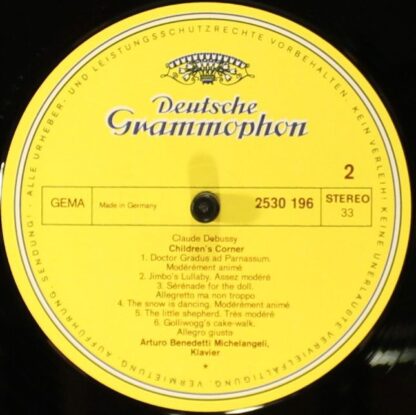 ALLE URHEBER- UND LEISTUNGSSCHUTZRECHTE VORBEHALTEN. KEIN VERLEIH! KEINE UNERLAUBTE VERVIELFÄLTIGUNG, VERMIETUNG, AUFFÜHRUNG, SENDUNG!
Deutsche
Grammophon
2
GEMA
Made in Germany
2530 196
STEREO
33
Claude Debussy
Children's Corner
1. Doctor Gradus ad Parnassum.
Modérément animé
2. Jimbo's Lullaby. Assez modéré
3. Sérénade for the doll.
Allegretto ma non troppo
4. The snow is dancing. Modérément animé
5. The little shepherd. Très modéré
6. Golliwogg's cake-walk.
Allegro giusto
Arturo Benedetti Michelangeli,
Klavier
*